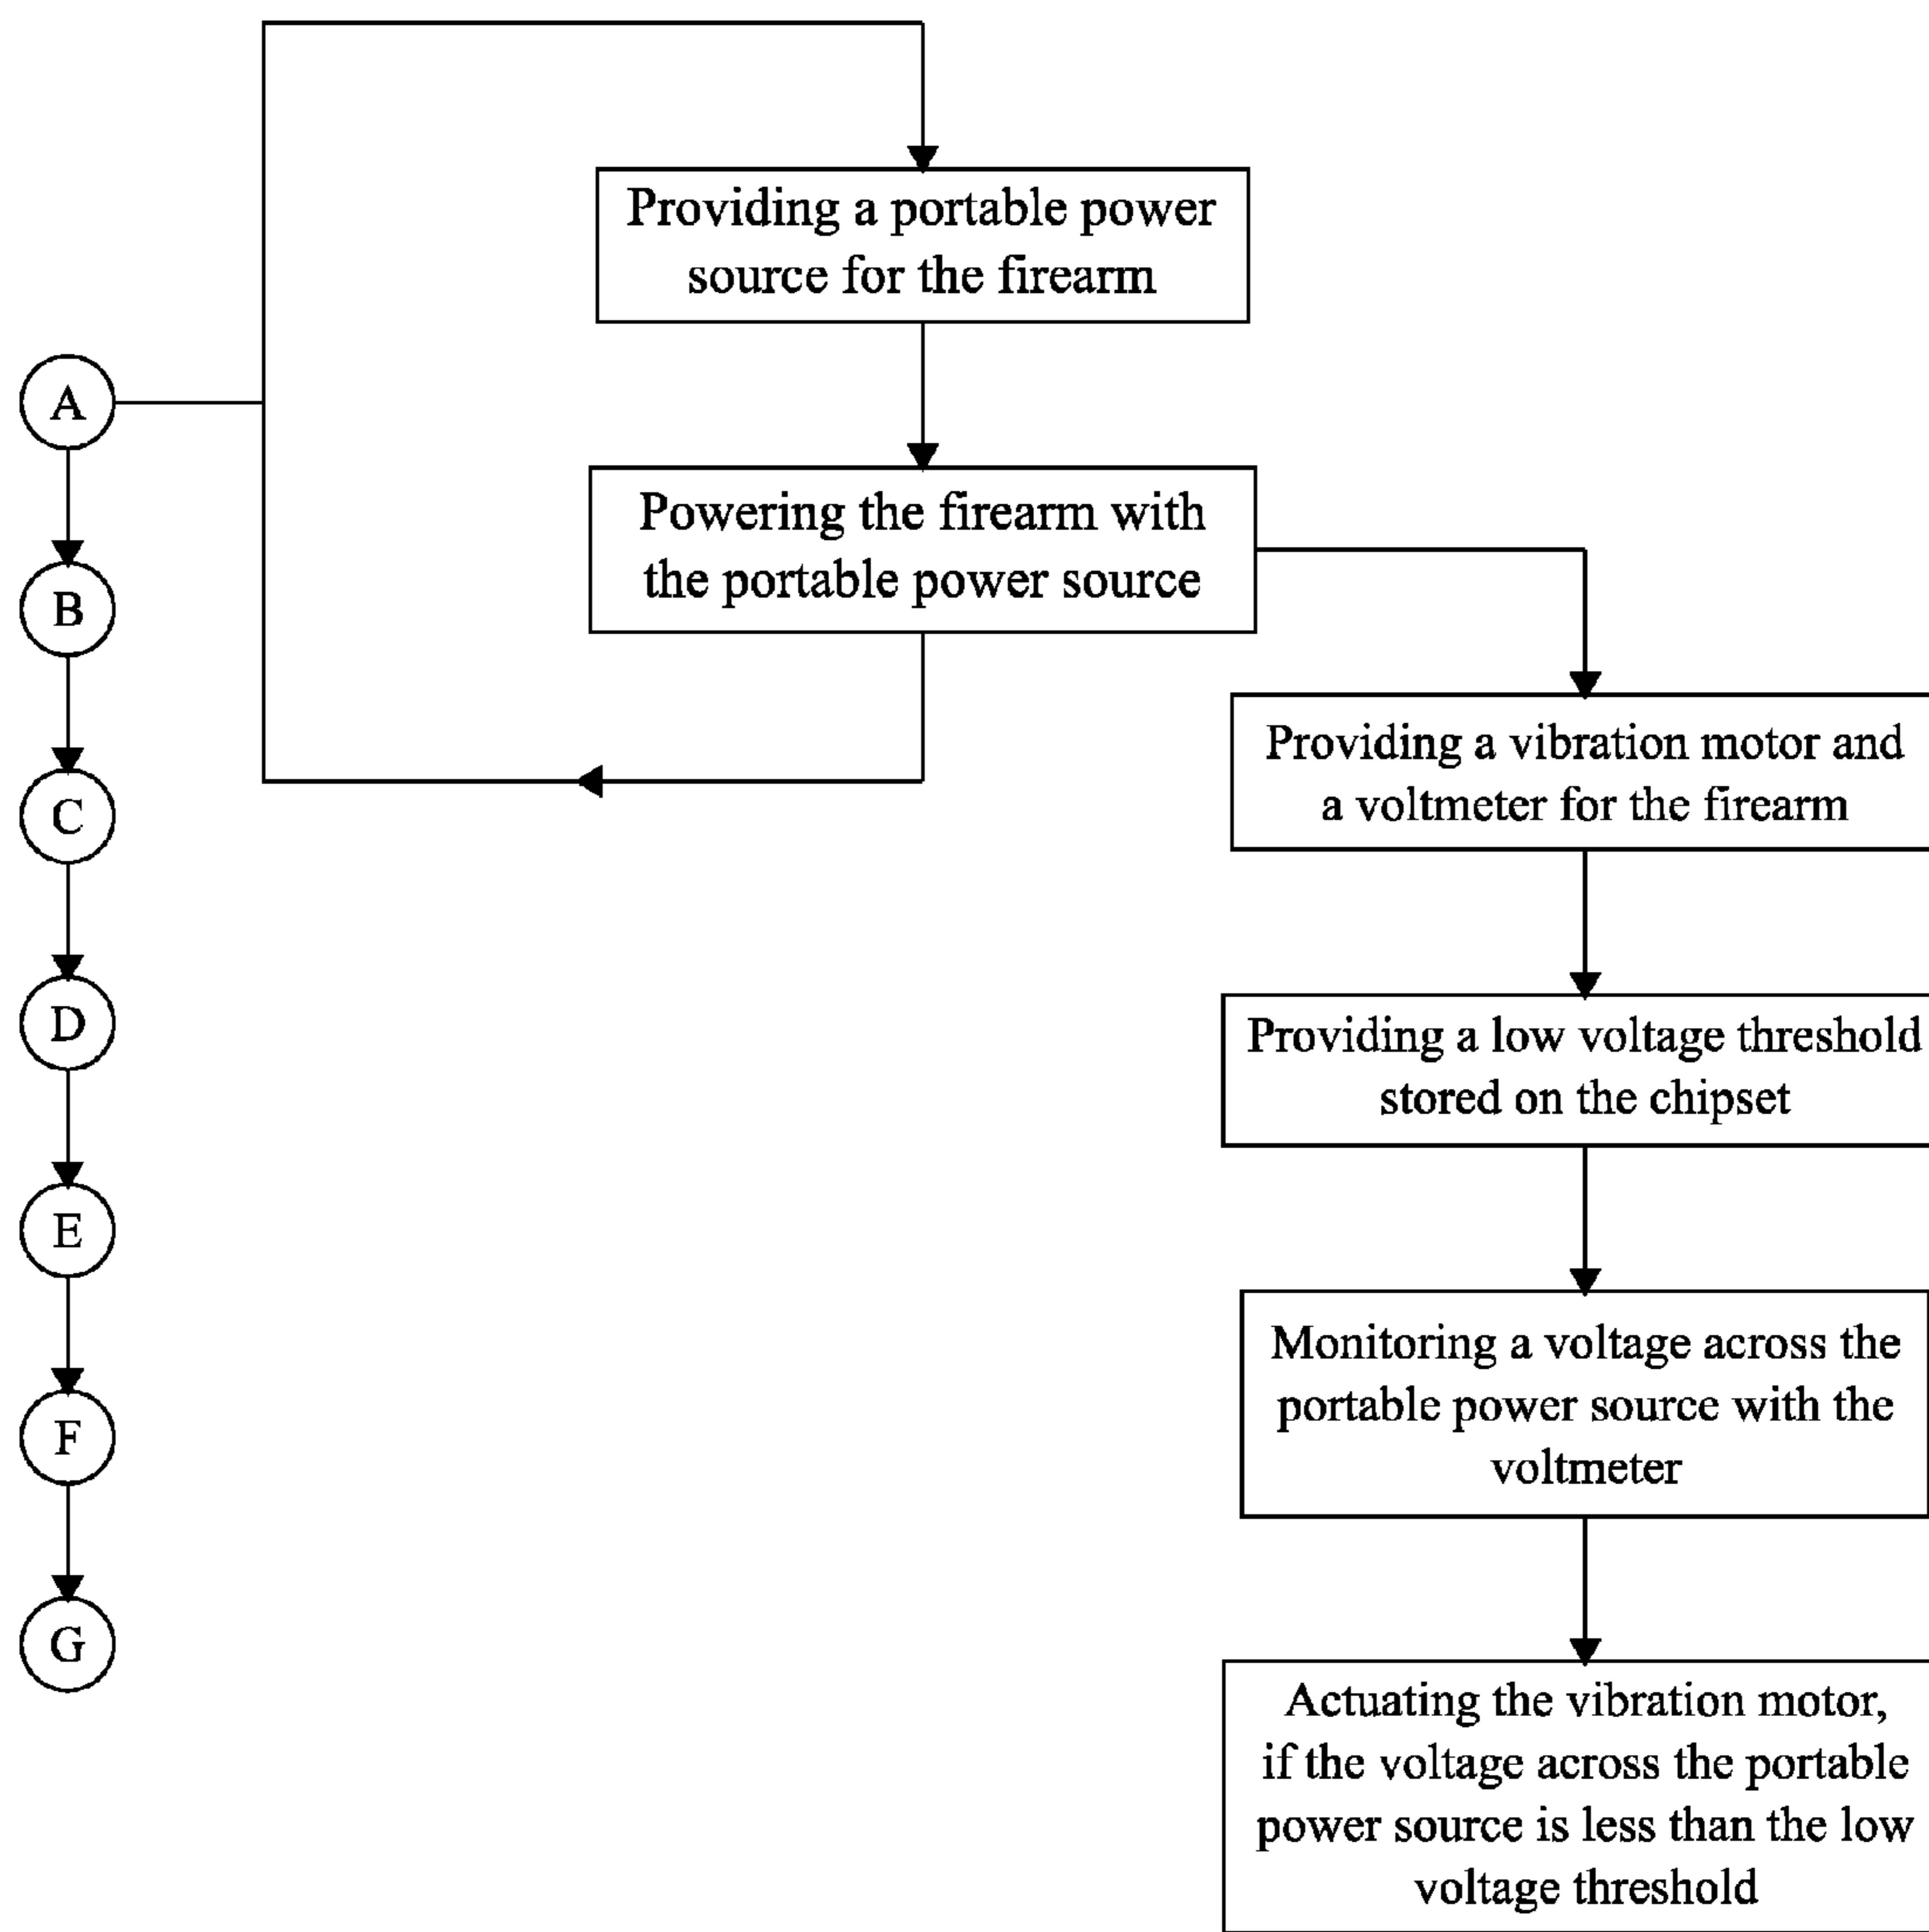 Providing a portable power
source for the firearm
A
Powering the firearm with
the portable power source
B
Providing a vibration motor and
a voltmeter for the firearm
C
D
Providing a low voltage threshold
stored on the chipset
E
Monitoring a voltage across the
portable power source with the
voltmeter
F
G
Actuating the vibration motor,
if the voltage across the portable
power source is less than the low
voltage threshold